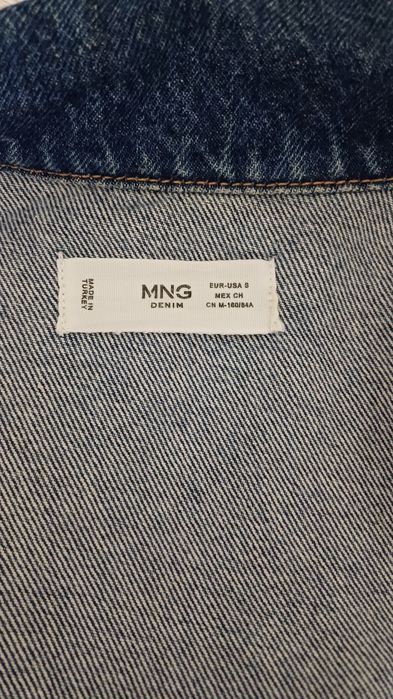 MADE IN
TURKEY
MNG
DENIM
EUR-USA S
MEX CH
CN M-160/84A